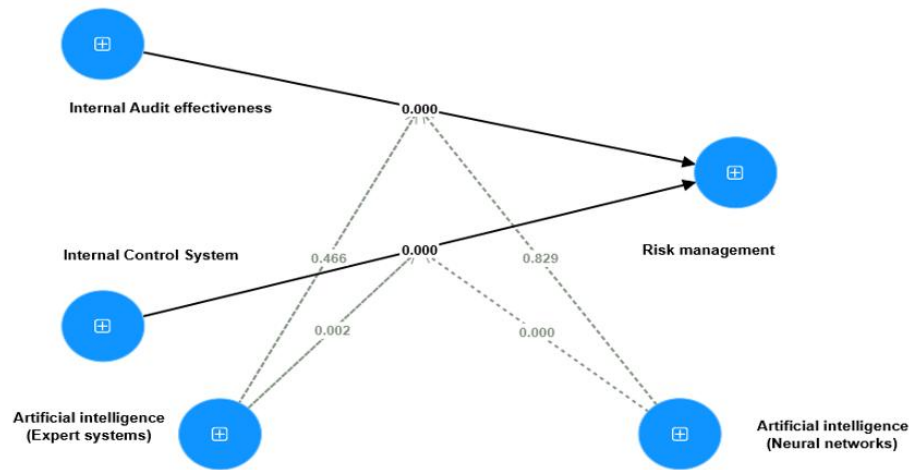 Internal Audit effectiveness
0.000
Internal Control System
0.466
0.000
0.829
Risk management
0.002
0.000
Artificial intelligence
(Expert systems)
Artificial intelligence
(Neural networks)